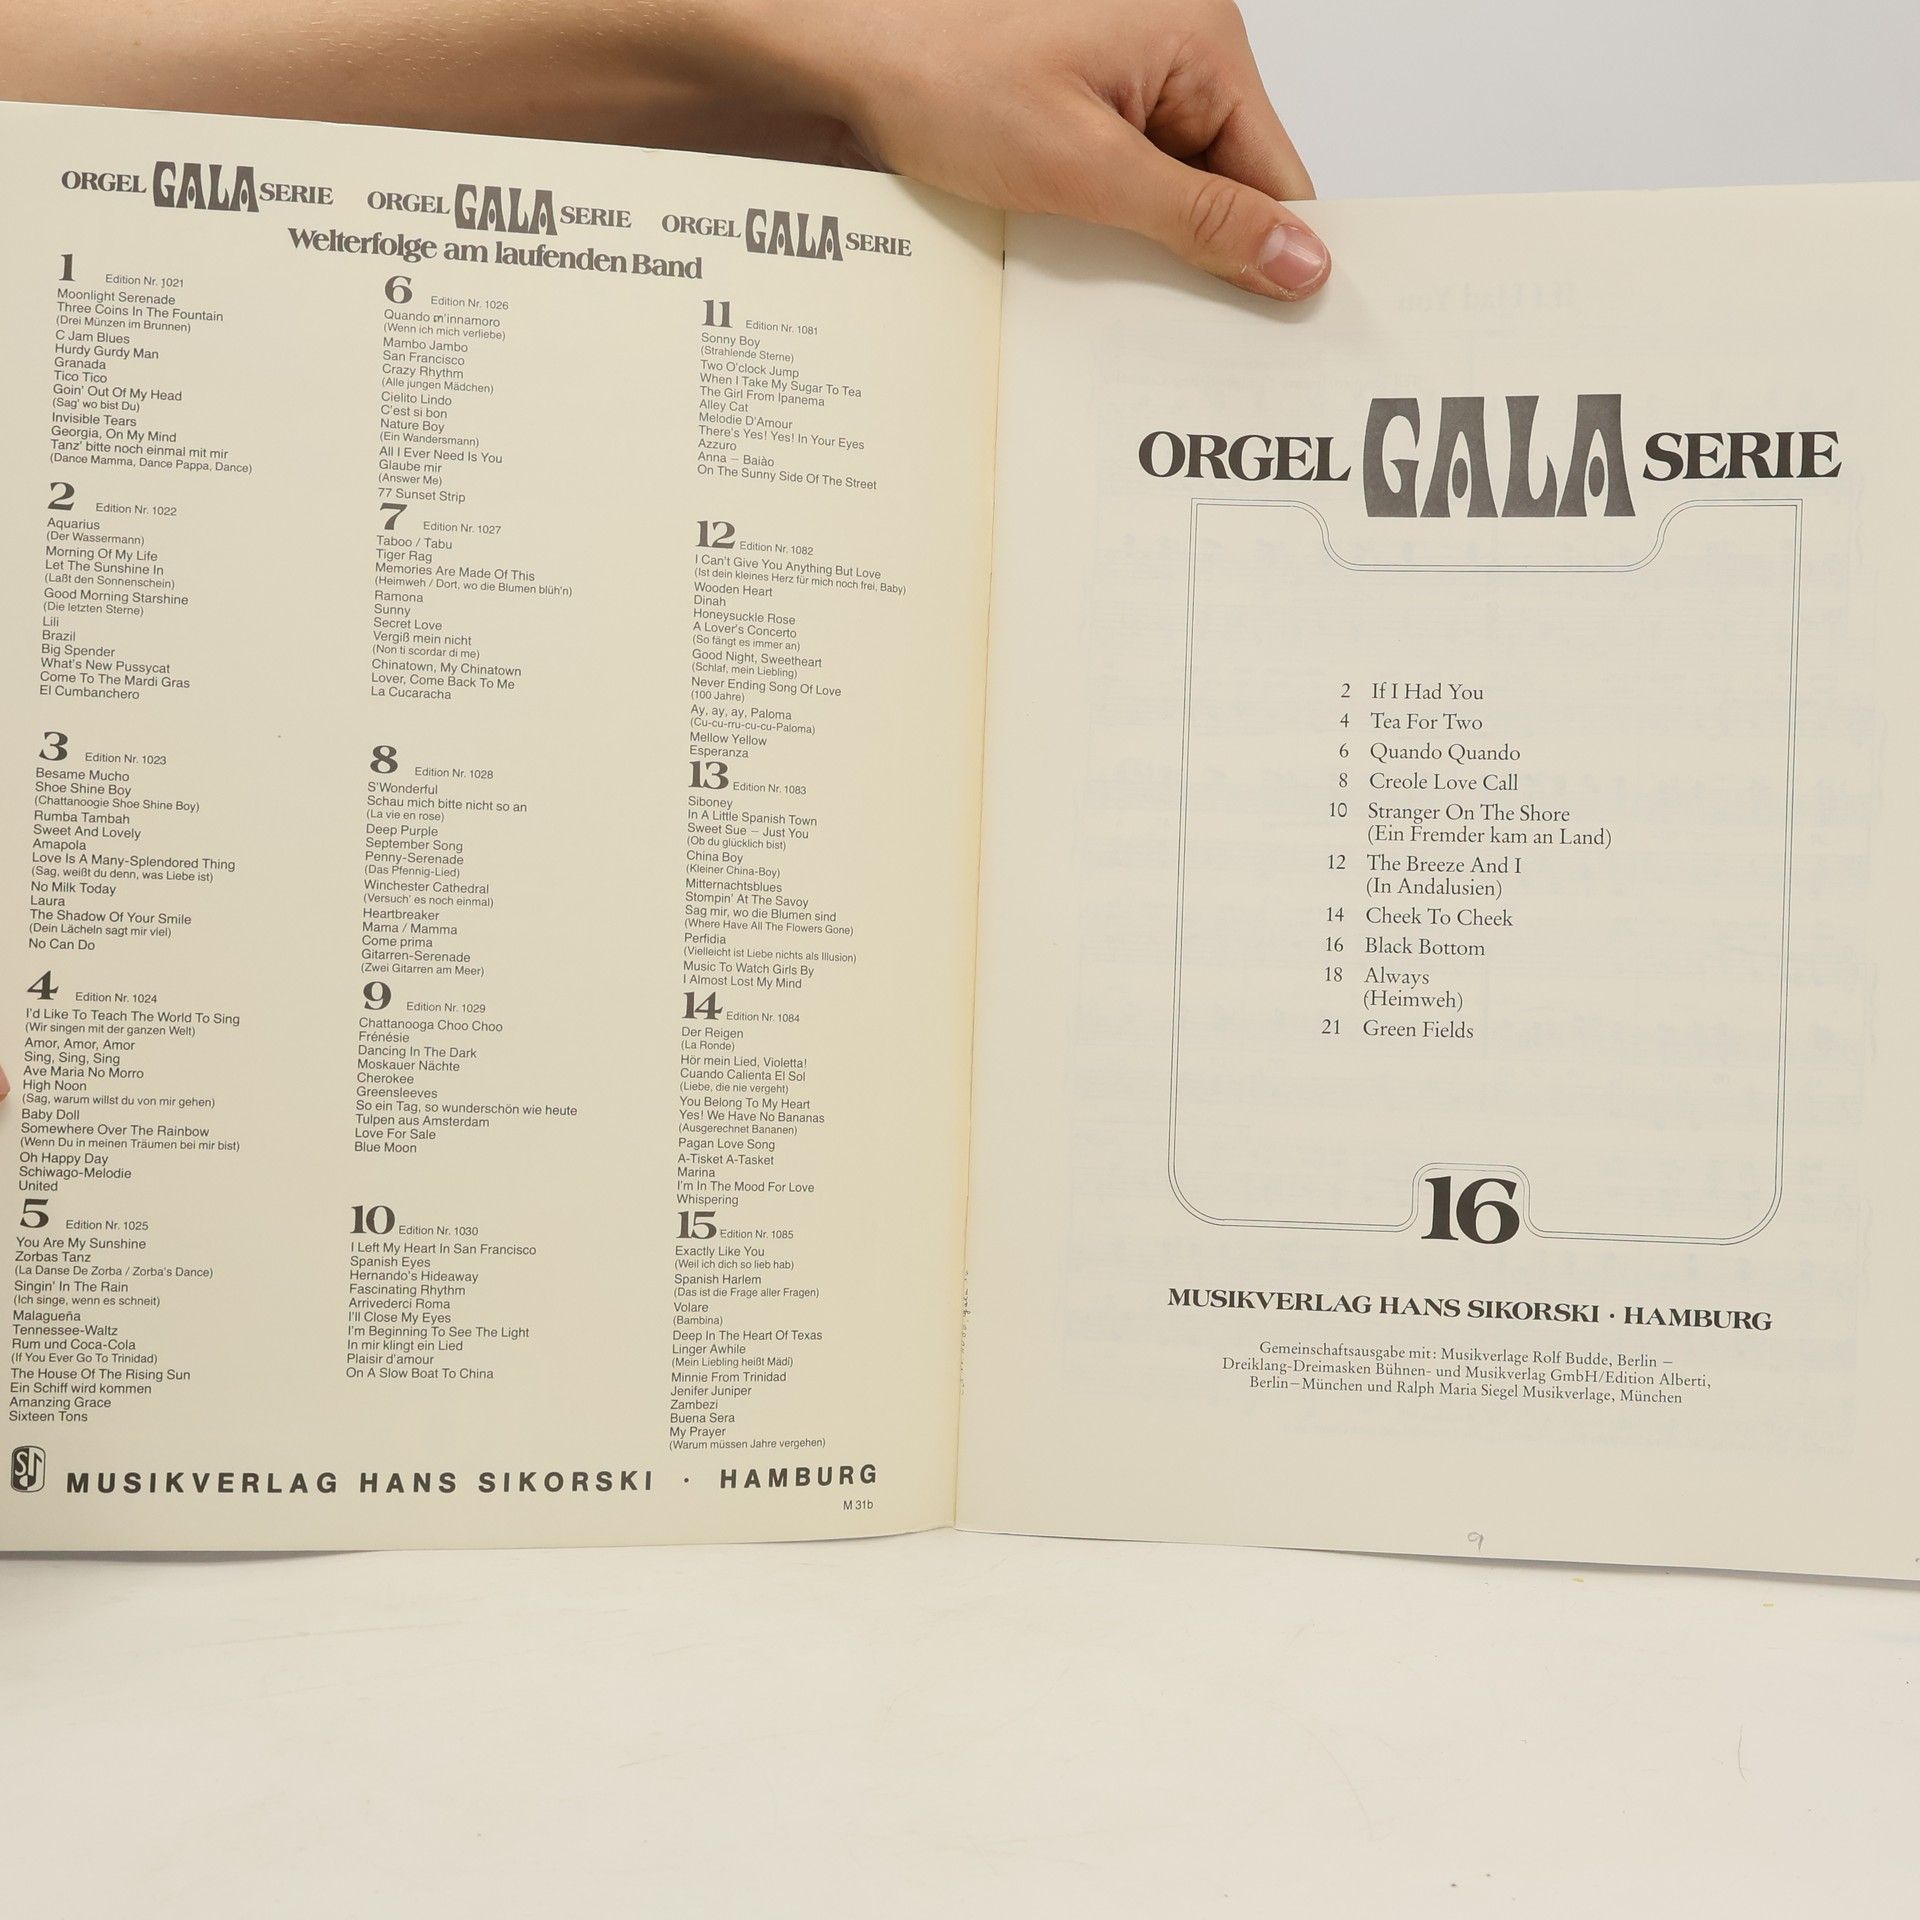 ORGEL GALA SERIE ORGEL GALA SERIE ORGEL GALA SERIE
Welterfolge am laufenden Band
1 Edition Nr. 1021
Moonlight Serenade
Three Coins In The Fountain
(Drei Münzen im Brunnen)
C Jam Blues
Hurdy Gurdy Man
Granada
Tico Tico
Goin' Out Of My Head
(Sag' wo bist Du)
Invisible Tears
Georgia, On My Mind
Tanz' bitte noch einmal mit mir
(Dance Mamma, Dance Pappa, Dance)
2 Edition Nr. 1022
Aquarius
(Der Wassermann)
Morning Of My Life
Let The Sunshine In
(Laßt den Sonnenschein)
Good Morning Starshine
(Die letzten Sterne)
Lili
Brazil
Big Spender
What's New Pussycat
Come To The Mardi Gras
El Cumbanchero
3 Edition Nr. 1023
Besame Mucho
Shoe Shine Boy
(Chattanoogie Shoe Shine Boy)
Rumba Tambah
Sweet And Lovely
Amapola
Love Is A Many-Splendored Thing
(Sag, weißt du denn, was Liebe ist)
No Milk Today
Laura
The Shadow Of Your Smile
(Dein Lächeln sagt mir viel)
No Can Do
4 Edition Nr. 1024
I'd Like To Teach The World To Sing
(Wir singen mit der ganzen Welt)
Amor, Amor, Amor
Sing, Sing, Sing
Ave Maria No Morro
High Noon
(Sag, warum willst du von mir gehen)
Baby Doll
Somewhere Over The Rainbow
(Wenn Du in meinen Träumen bei mir bist)
Oh Happy Day
Schiwago-Melodie
United
5 Edition Nr. 1025
You Are My Sunshine
Zorbas Tanz
(La Danse De Zorba / Zorba's Dance)
Singin' In The Rain
(Ich singe, wenn es schneit)
Malagueña
Tennessee-Waltz
Rum und Coca-Cola
(If You Ever Go To Trinidad)
The House Of The Rising Sun
Ein Schiff wird kommen
Amanzing Grace
Sixteen Tons
6 Edition Nr. 1026
Quando m'innamoro
(Wenn ich mich verliebe)
Mambo Jambo
San Francisco
Crazy Rhythm
(Alle jungen Mädchen)
Cielito Lindo
C'est si bon
Nature Boy
(Ein Wandersmann)
All I Ever Need Is You
Glaube mir
(Answer Me)
77 Sunset Strip
7 Edition Nr. 1027
Taboo / Tabu
Tiger Rag
Memories Are Made Of This
(Heimweh / Dort, wo die Blumen blüh'n)
Ramona
Sunny
Secret Love
Vergiß mein nicht
(Non ti scordar di me)
Chinatown, My Chinatown
Lover, Come Back To Me
La Cucaracha
8 Edition Nr. 1028
S'Wonderful
Schau mich bitte nicht so an
(La vie en rose)
Deep Purple
September Song
Penny-Serenade
(Das Pfennig-Lied)
Winchester Cathedral
(Versuch' es noch einmal)
Heartbreaker
Mama / Mamma
Come prima
Gitarren-Serenade
(Zwei Gitarren am Meer)
9 Edition Nr. 1029
Chattanooga Choo Choo
Frénésie
Dancing In The Dark
Moskauer Nächte
Cherokee
Greensleeves
So ein Tag, so wunderschön wie heute
Tulpen aus Amsterdam
Love For Sale
Blue Moon
10 Edition Nr. 1030
I Left My Heart In San Francisco
Spanish Eyes
Hernando's Hideaway
Fascinating Rhythm
Arrivederci Roma
I'll Close My Eyes
I'm Beginning To See The Light
In mir klingt ein Lied
Plaisir d'amour
On A Slow Boat To China
11 Edition Nr. 1081
Sonny Boy
(Strahlende Sterne)
Two O'clock Jump
When I Take My Sugar To Tea
The Girl From Ipanema
Alley Cat
Melodie D'Amour
There's Yes! Yes! In Your Eyes
Azzuro
Anna – Baiào
On The Sunny Side Of The Street
12 Edition Nr. 1082
I Can't Give You Anything But Love
(Ist dein kleines Herz für mich noch frei, Baby)
Wooden Heart
Dinah
Honeysuckle Rose
A Lover's Concerto
(So fängt es immer an)
Good Night, Sweetheart
(Schlaf, mein Liebling)
Never Ending Song Of Love
(100 Jahre)
Ay, ay, ay, Paloma
(Cu-cu-rru-cu-cu-Paloma)
Mellow Yellow
Esperanza
13 Edition Nr. 1083
Siboney
In A Little Spanish Town
Sweet Sue – Just You
(Ob du glücklich bist)
China Boy
(Kleiner China-Boy)
Mitternachtsblues
Stompin' At The Savoy
Sag mir, wo die Blumen sind
(Where Have All The Flowers Gone)
Perfidia
(Vielleicht ist Liebe nichts als Illusion)
Music To Watch Girls By
I Almost Lost My Mind
14 Edition Nr. 1084
Der Reigen
(La Ronde)
Hör mein Lied, Violetta!
Cuando Calienta El Sol
(Liebe, die nie vergeht)
You Belong To My Heart
Yes! We Have No Bananas
(Ausgerechnet Bananen)
Pagan Love Song
A-Tisket A-Tasket
Marina
I'm In The Mood For Love
Whispering
15 Edition Nr. 1085
Exactly Like You
(Weil ich dich so lieb hab)
Spanish Harlem
(Das ist die Frage aller Fragen)
Volare
(Bambina)
Deep In The Heart Of Texas
Linger Awhile
(Mein Liebling heißt Mädi)
Minnie From Trinidad
Jenifer Juniper
Zambezi
Buena Sera
My Prayer
(Warum müssen Jahre vergehen)
MUSIKVERLAG HANS SIKORSKI · HAMBURG
M 31b
ORGEL GALA SERIE
2 If I Had You
4 Tea For Two
6 Quando Quando
8 Creole Love Call
10 Stranger On The Shore
(Ein Fremder kam an Land)
12 The Breeze And I
(In Andalusien)
14 Cheek To Cheek
16 Black Bottom
18 Always
(Heimweh)
21 Green Fields
16
MUSIKVERLAG HANS SIKORSKI · HAMBURG
Gemeinschaftsausgabe mit: Musikverlage Rolf Budde, Berlin –
Dreiklang-Dreimasken Bühnen- und Musikverlag GmbH/Edition Alberti,
Berlin–München und Ralph Maria Siegel Musikverlage, München
9